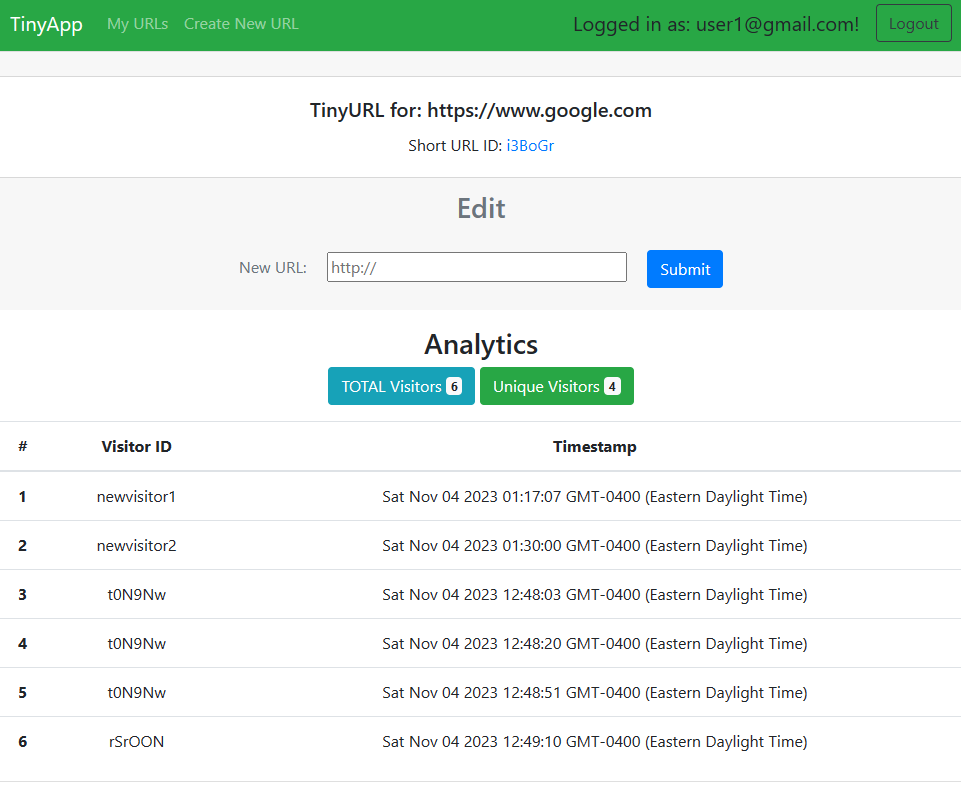 TinyApp My URLs Create New URL Logged in as: user1@gmail.com! Logout
TinyURL for: https://www.google.com
Short URL ID: i3BoGr
Edit
New URL: http:// Submit
Analytics
TOTAL Visitors 6 Unique Visitors 4
# Visitor ID Timestamp
1 newvisitor1 Sat Nov 04 2023 01:17:07 GMT-0400 (Eastern Daylight Time)
2 newvisitor2 Sat Nov 04 2023 01:30:00 GMT-0400 (Eastern Daylight Time)
3 t0N9Nw Sat Nov 04 2023 12:48:03 GMT-0400 (Eastern Daylight Time)
4 t0N9Nw Sat Nov 04 2023 12:48:20 GMT-0400 (Eastern Daylight Time)
5 t0N9Nw Sat Nov 04 2023 12:48:51 GMT-0400 (Eastern Daylight Time)
6 rSrOON Sat Nov 04 2023 12:49:10 GMT-0400 (Eastern Daylight Time)